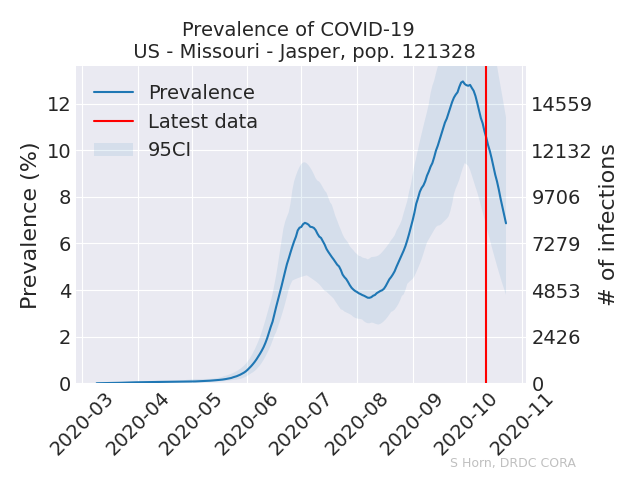 Prevalence of COVID-19
US - Missouri - Jasper, pop. 121328
Prevalence
Latest data
95CI
Prevalence (%)
12
10
8
6
4
2
0
14559
12132
9706
7279
4853
2426
0
# of infections
2020-03
2020-04
2020-05
2020-06
2020-07
2020-08
2020-09
2020-10
2020-11
S Horn, DRDC CORA